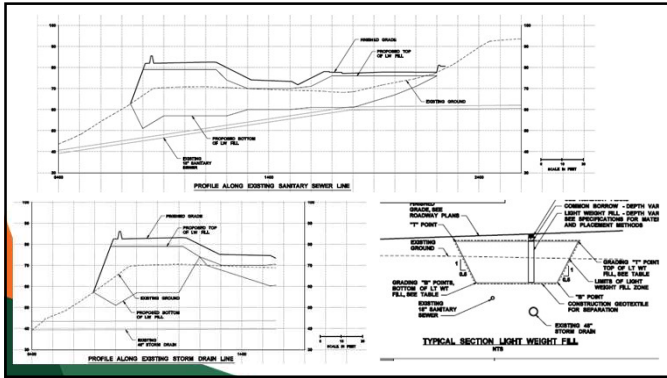 FINISHED GRADE
PROPOSED TOP
OF LW FILL
EXISTING
GROUND
PROPOSED BOTTOM
OF LW FILL
EXISTING
SANITARY
SEWER
SCALE IN FEET
PROFILE ALONG EXISTING SANITARY SEWER LINE
FINISHED GRADE
PROPOSED TOP
OF LW FILL
EXISTING
GROUND
PROPOSED BOTTOM
OF LW FILL
EXISTING
48" STORM DRAIN
SCALE IN FEET
PROFILE ALONG EXISTING STORM DRAIN LINE
GRADE, SEE
ROADWAY PLANS
"T" POINT
EXISTING
GROUND
COMMON BORROW - DEPTH VAR
LIGHT WEIGHT FILL - DEPTH VAR
SEE SPECIFICATIONS FOR MATE
AND PLACEMENT METHODS
GRADING "T" POINT
TOP OF LT WT
FILL, SEE TABLE
LIMITS OF LIGHT
WEIGHT FILL ZONE
GRADING "B" POINTS,
BOTTOM OF LT WT
FILL, SEE TABLE
"B" POINT
CONSTRUCTION GEOTEXTILE
FOR SEPARATION
EXISTING
SANITARY
SEWER
EXISTING 48"
STORM DRAIN
TYPICAL SECTION LIGHT WEIGHT FILL
NTS